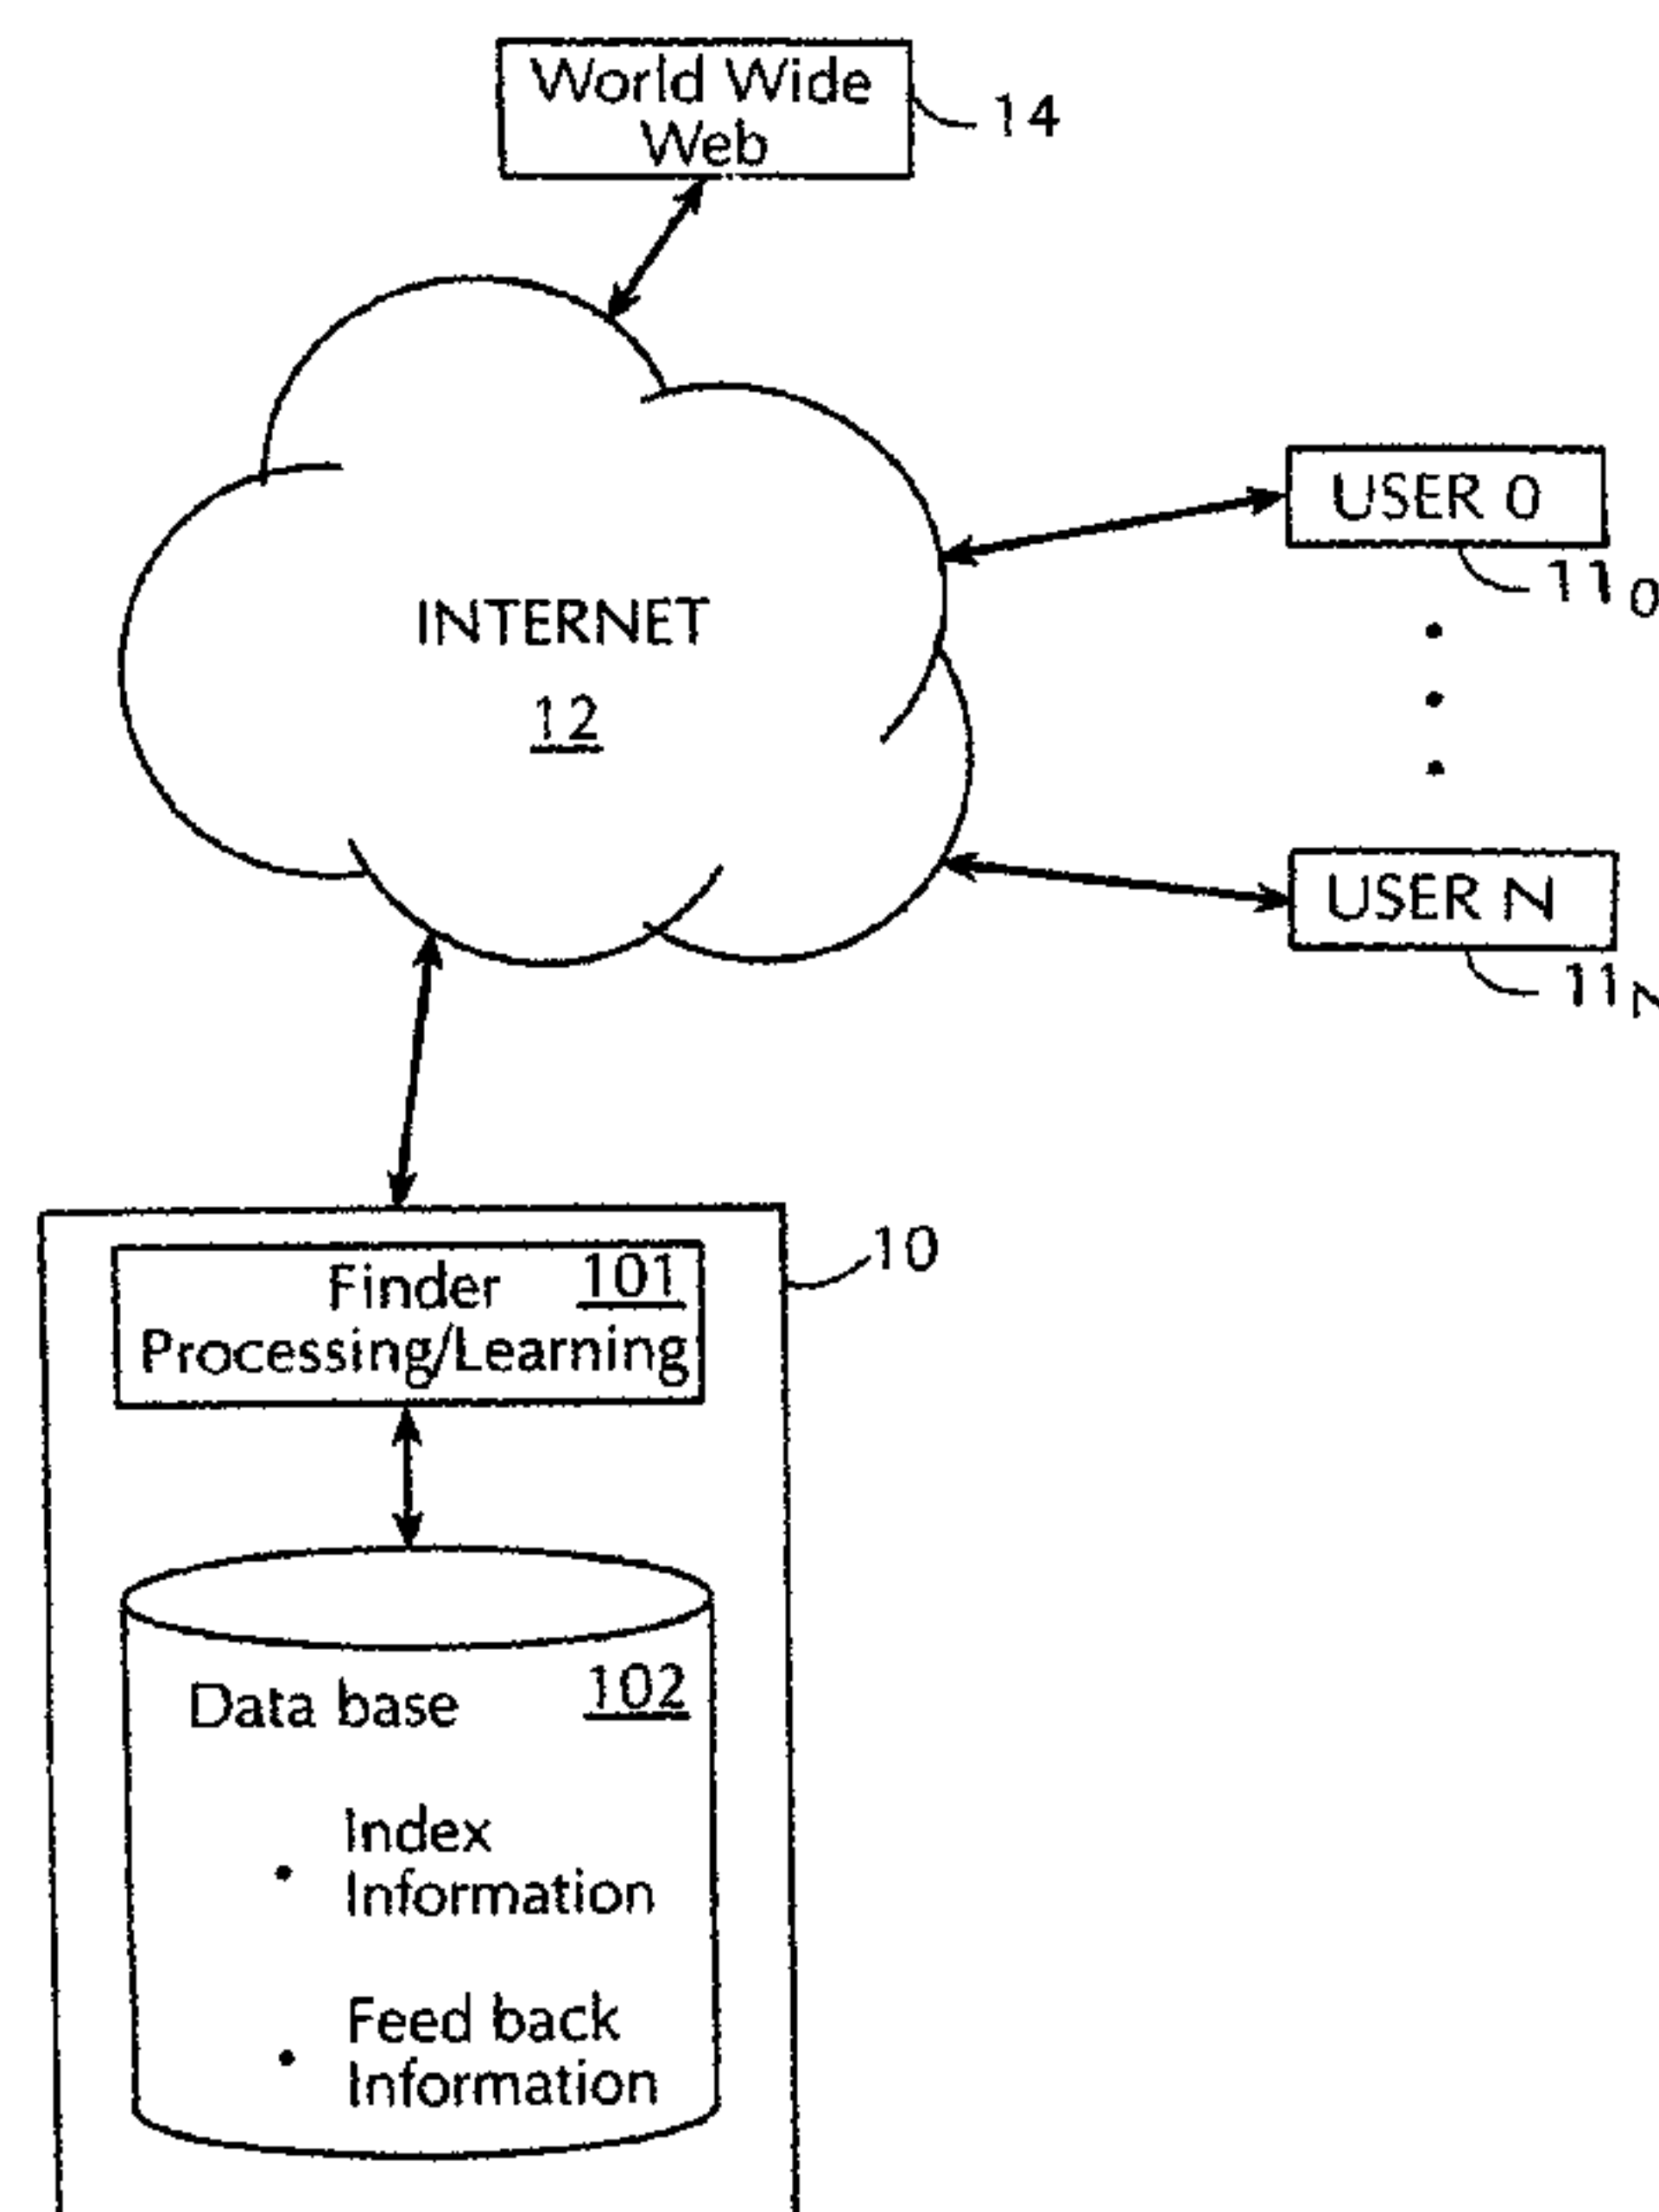 World Wide
Web
14
USER 0
11 0
INTERNET
12
USER N
11 N
10
Finder 101
Processing/Learning
Data base 102
• Index
Information
• Feed back
Information